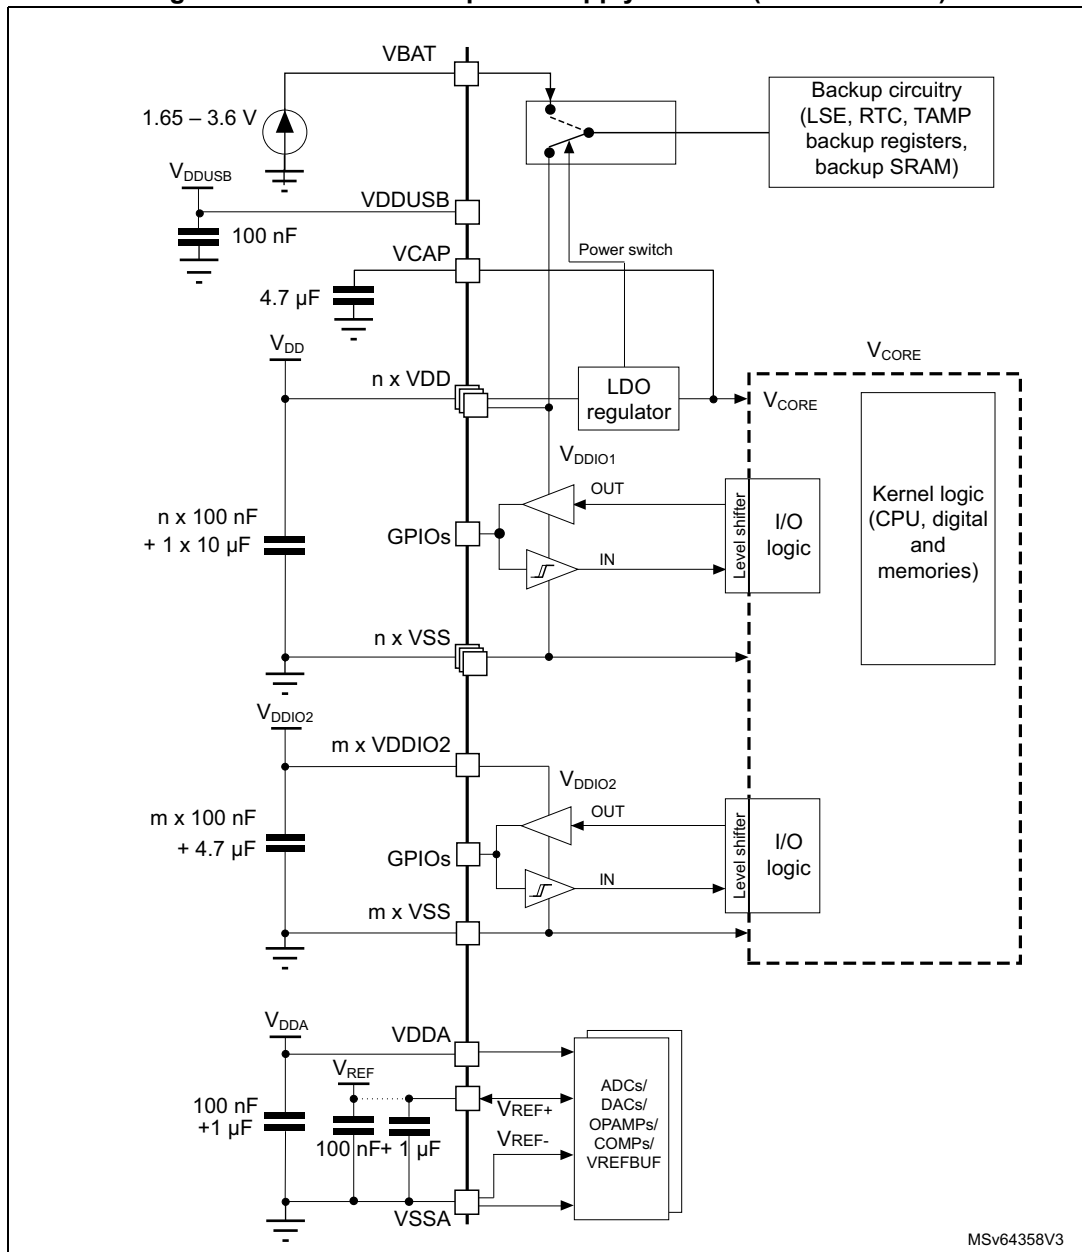 VBAT
1.65 – 3.6 V
Backup circuitry
(LSE, RTC, TAMP
backup registers,
backup SRAM)
VDDUSB
VDDUSB
100 nF
Power switch
VCAP
4.7 µF
VDD
n x VDD
LDO
regulator
VCORE
VCORE
VDDIO1
OUT
IN
GPIOs
n x 100 nF
+ 1 x 10 µF
Level shifter
I/O
logic
Kernel logic
(CPU, digital
and
memories)
n x VSS
VDDIO2
m x VDDIO2
VDDIO2
OUT
IN
GPIOs
m x 100 nF
+ 4.7 µF
Level shifter
I/O
logic
m x VSS
VDDA
VDDA
VREF
100 nF
+1 µF
100 nF+ 1 µF
VREF+
VREF-
ADCs/
DACs/
OPAMPs/
COMPs/
VREFBUF
VSSA
MSv64358V3